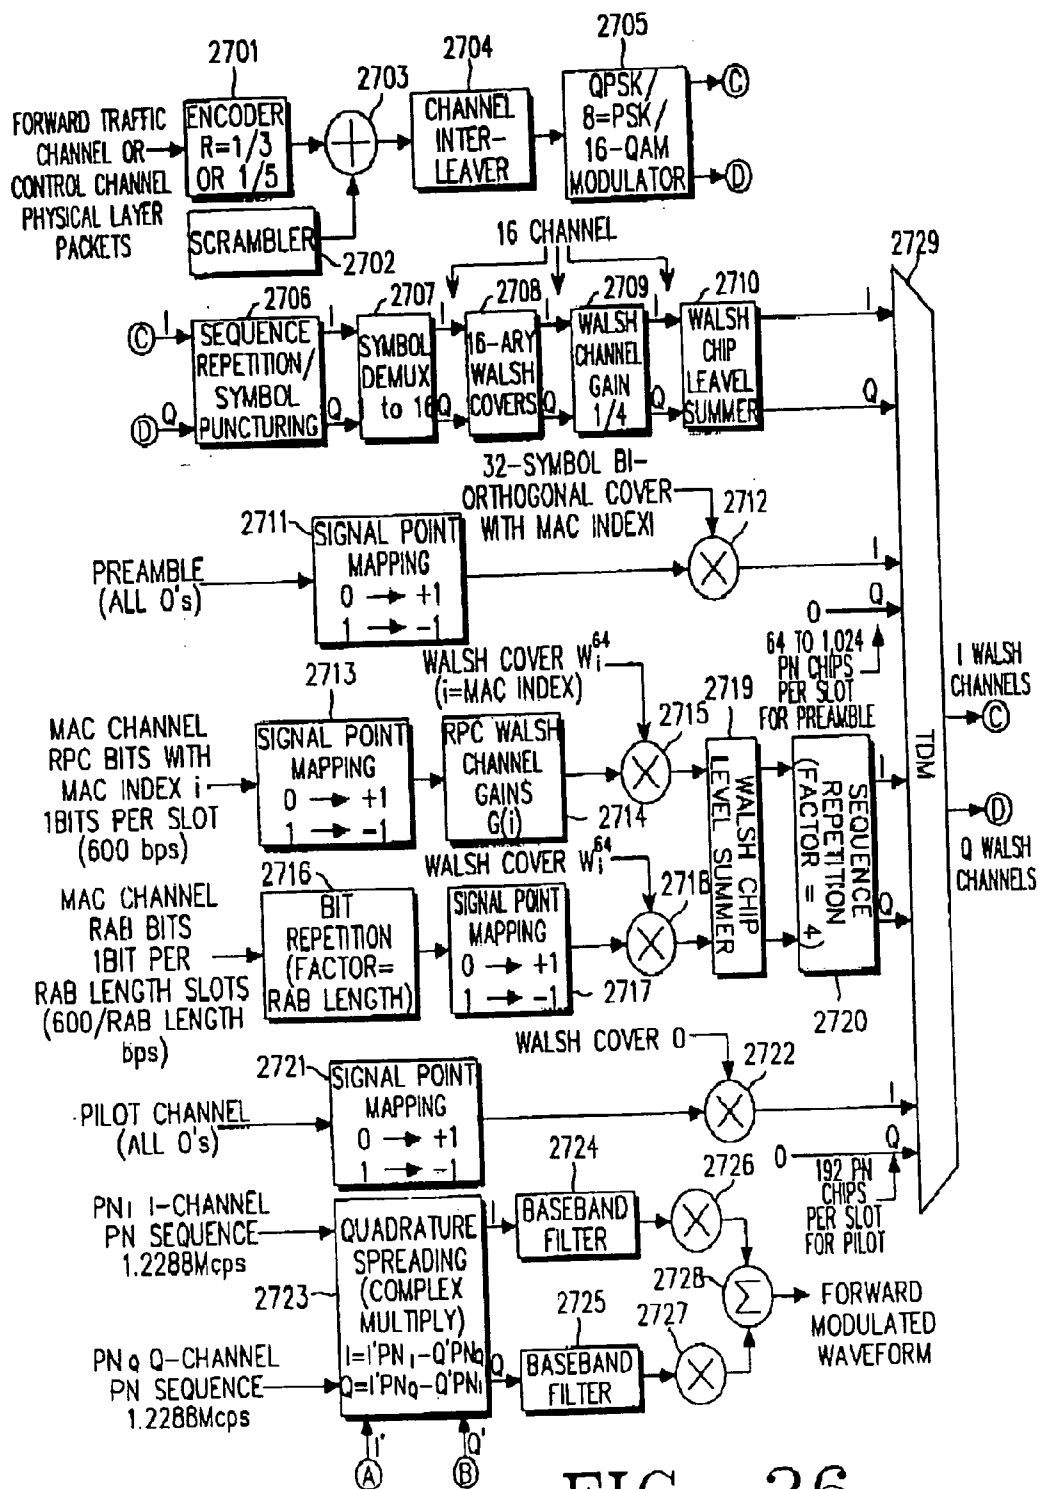 2701
2703
2704
2705
FORWARD TRAFFIC
CHANNEL OR
CONTROL CHANNEL
PHYSICAL LAYER
PACKETS
ENCODER
R=1/3
OR 1/5
CHANNEL
INTER-
LEAVER
QPSK/
8=PSK/
16-QAM
MODULATOR
C
D
SCRAMBLER
2702
16 CHANNEL
2729
2706
2707
2708
2709
2710
C
I
D
Q
SEQUENCE
REPETITION/
SYMBOL
PUNCTURING
I
Q
SYMBOL
DEMUX
1 to 16
I
Q
16-ARY
WALSH
COVERS
I
Q
WALSH
CHANNEL
GAIN
1/4
I
Q
WALSH
CHIP
LEAVEL
SUMMER
I
Q
32-SYMBOL BI-
ORTHOGONAL COVER
WITH MAC INDEXI
2711
2712
PREAMBLE
(ALL 0's)
SIGNAL POINT
MAPPING
0 → +1
1 → -1
I
0
Q
64 TO 1,024
PN CHIPS
PER SLOT
FOR PREAMBLE
2713
WALSH COVER Wi64
(i=MAC INDEX)
2715
2719
MAC CHANNEL
RPC BITS WITH
MAC INDEX i
1BITS PER SLOT
(600 bps)
SIGNAL POINT
MAPPING
0 → +1
1 → -1
RPC WALSH
CHANNEL
GAINS
G(i)
2714
WALSH CHIP
LEVEL SUMMER
SEQUENCE
REPETITION
(FACTOR = 4)
I
Q
TDM
I WALSH
CHANNELS
C
D
Q WALSH
CHANNELS
2716
WALSH COVER Wi64
2718
MAC CHANNEL
RAB BITS
1BIT PER
RAB LENGTH SLOTS
(600/RAB LENGTH
bps)
BIT
REPETITION
(FACTOR=
RAB LENGTH)
SIGNAL POINT
MAPPING
0 → +1
1 → -1
2717
2720
WALSH COVER 0
2721
2722
PILOT CHANNEL
(ALL 0's)
SIGNAL POINT
MAPPING
0 → +1
1 → -1
I
0
Q
192 PN
CHIPS
PER SLOT
FOR PILOT
2724
2726
PNI I-CHANNEL
PN SEQUENCE
1.2288Mcps
2723
QUADRATURE
SPREADING
(COMPLEX
MULTIPLY)
I=I'PNI-Q'PNQ
Q=I'PNQ-Q'PNI
I
Q
BASEBAND
FILTER
2728
Σ
FORWARD
MODULATED
WAVEFORM
2725
2727
PNQ Q-CHANNEL
PN SEQUENCE
1.2288Mcps
BASEBAND
FILTER
I'
Q'
A
B
FIG. 26